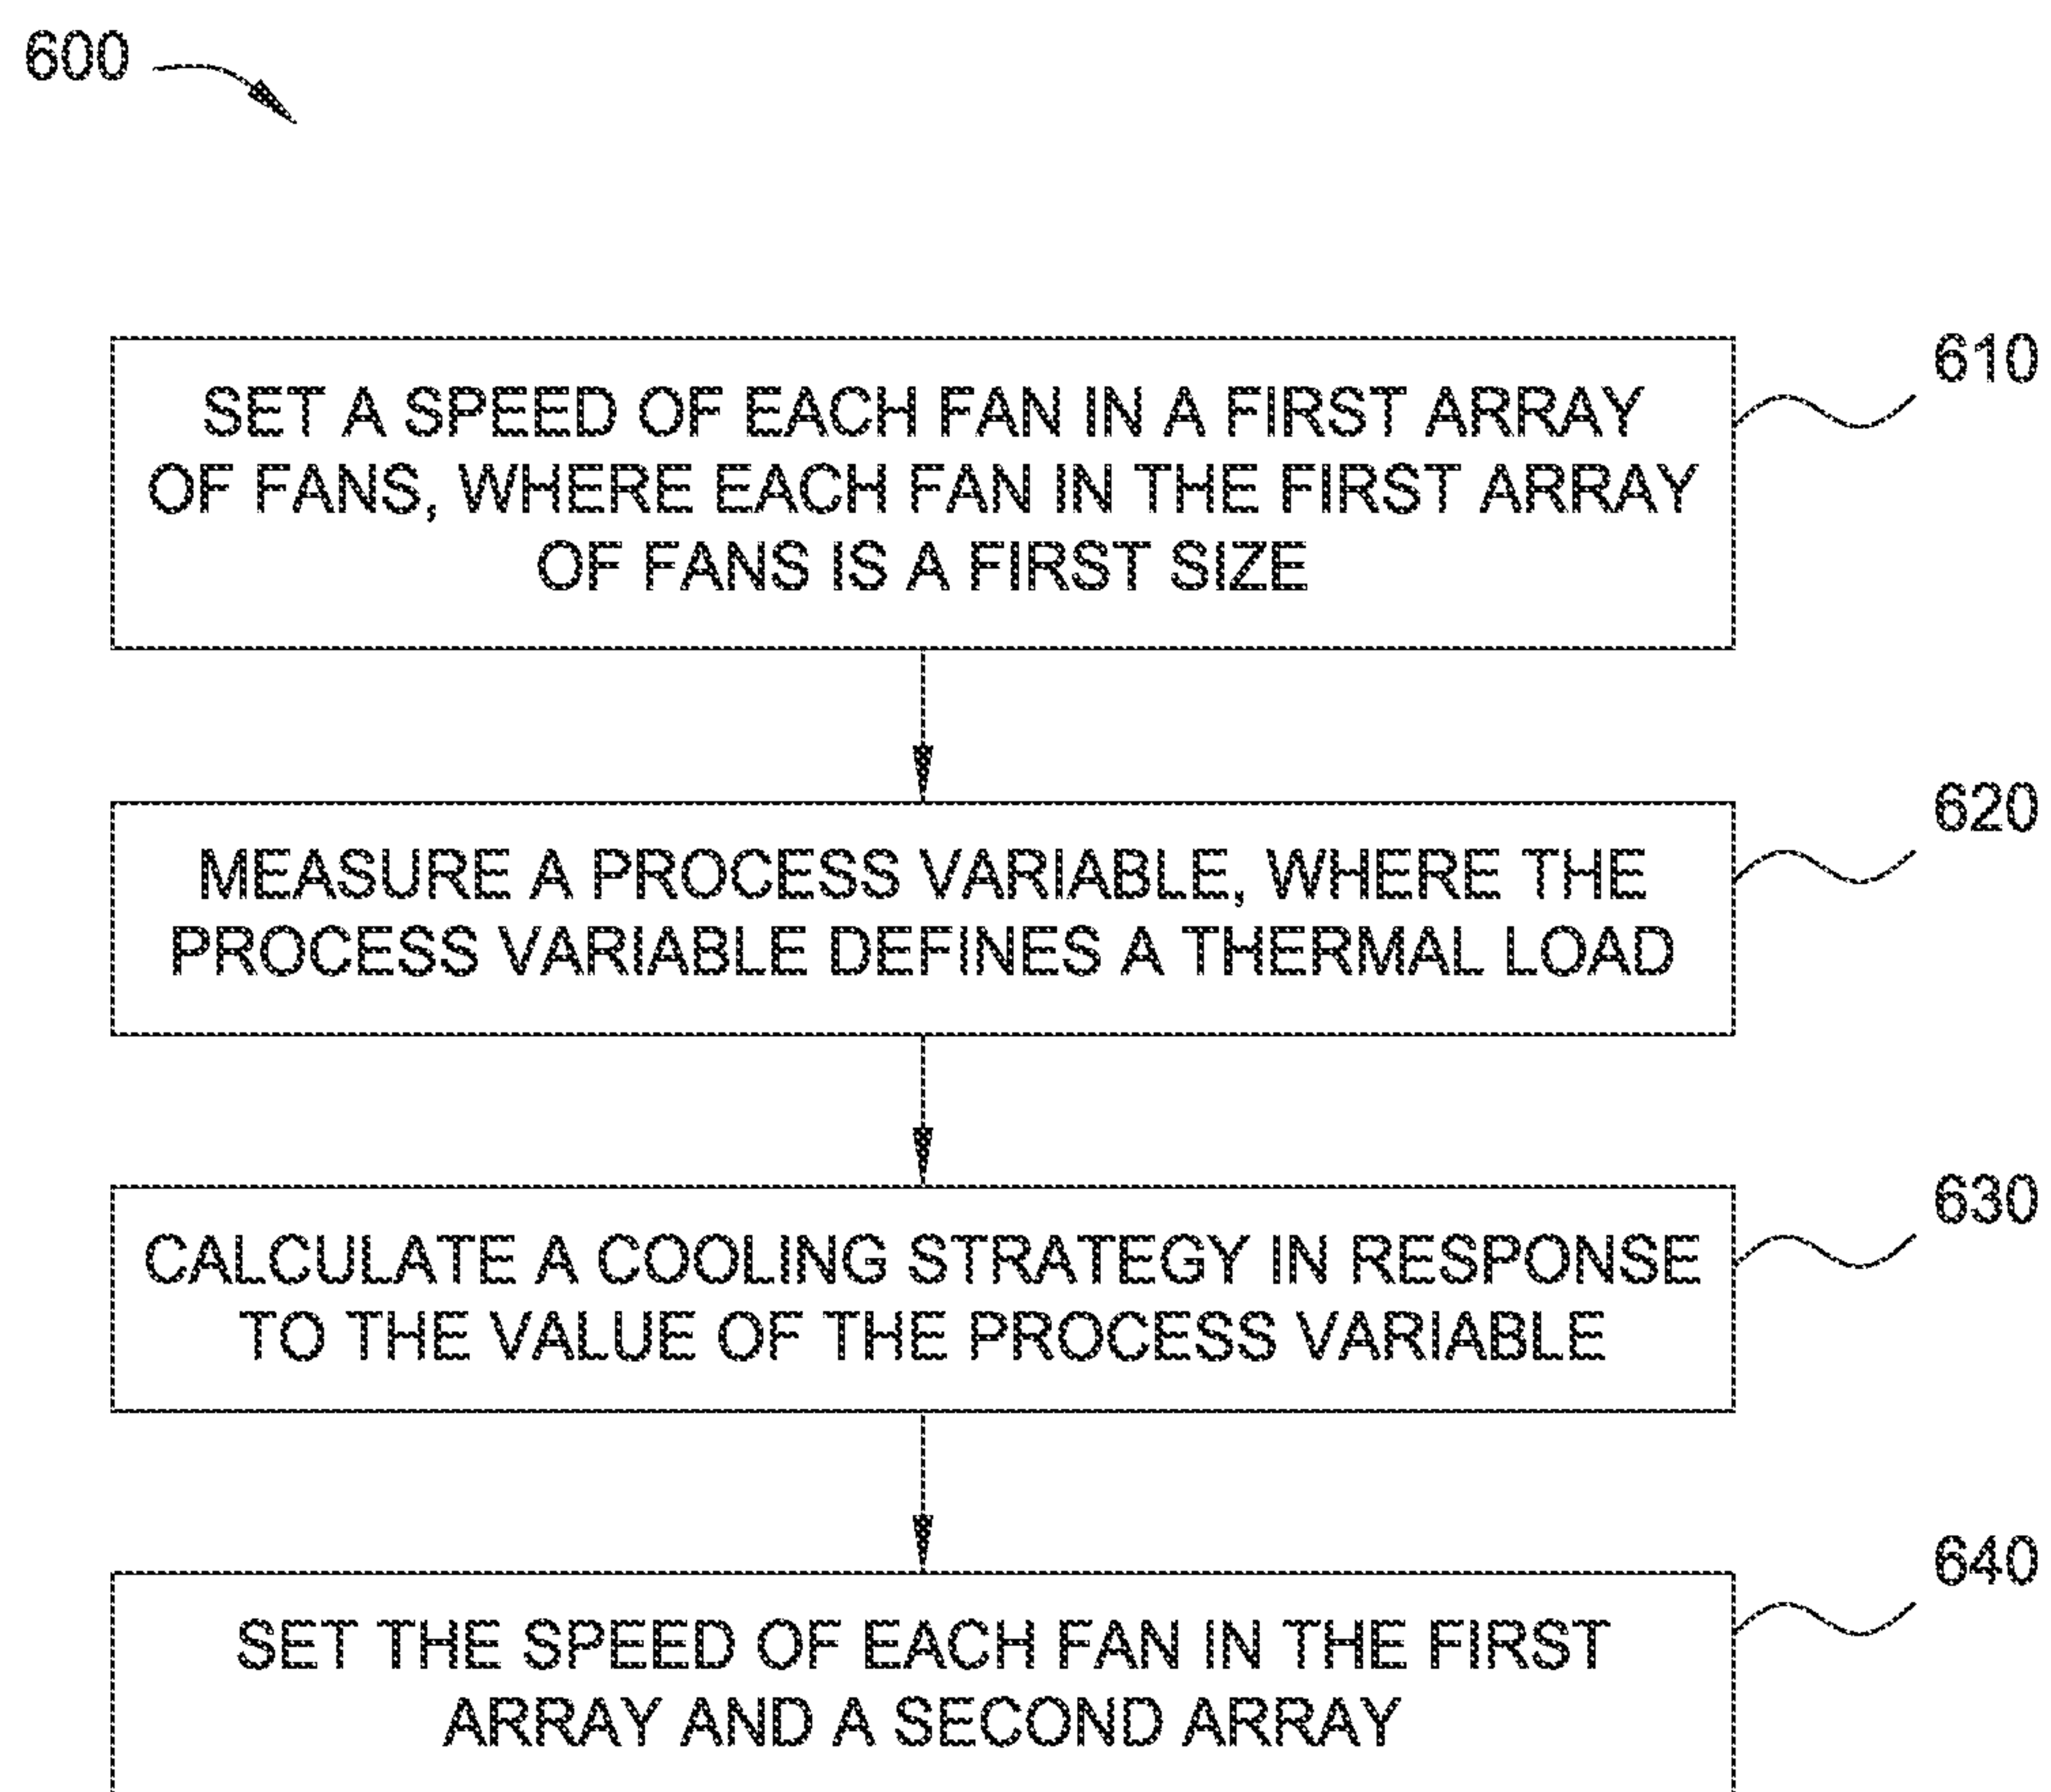 600
610
SET A SPEED OF EACH FAN IN A FIRST ARRAY
OF FANS, WHERE EACH FAN IN THE FIRST ARRAY
OF FANS IS A FIRST SIZE
620
MEASURE A PROCESS VARIABLE, WHERE THE
PROCESS VARIABLE DEFINES A THERMAL LOAD
630
CALCULATE A COOLING STRATEGY IN RESPONSE
TO THE VALUE OF THE PROCESS VARIABLE
640
SET THE SPEED OF EACH FAN IN THE FIRST
ARRAY AND A SECOND ARRAY